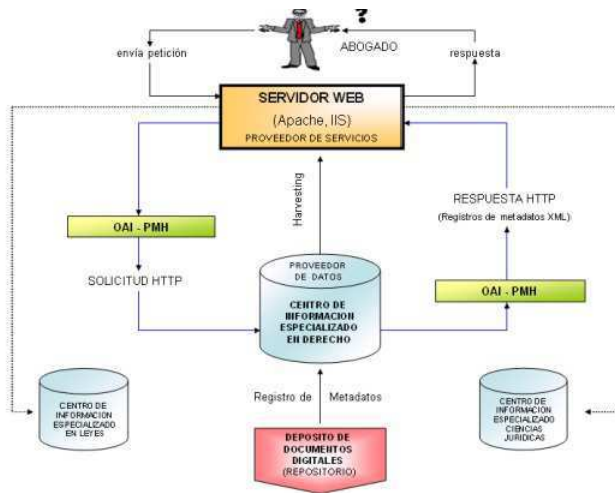 ?
ABOGADO
envía petición
respuesta
SERVIDOR WEB
(Apache, IIS)
PROVEEDOR DE SERVICIOS
Harvesting
RESPUESTA HTTP
(Registros de metadatos XML)
OAI - PMH
SOLICITUD HTTP
PROVEEDOR
DE DATOS
CENTRO DE
INFORMACION
ESPECIALIZADO
EN DERECHO
OAI - PMH
CENTRO DE
INFORMACION
ESPECIALIZADO
EN LEYES
Registro de Metadatos
CENTRO DE
INFORMACION
ESPECIALIZADO
CIENCIAS
JURIDICAS
DEPOSITO DE
DOCUMENTOS
DIGITALES
(REPOSITORIO)